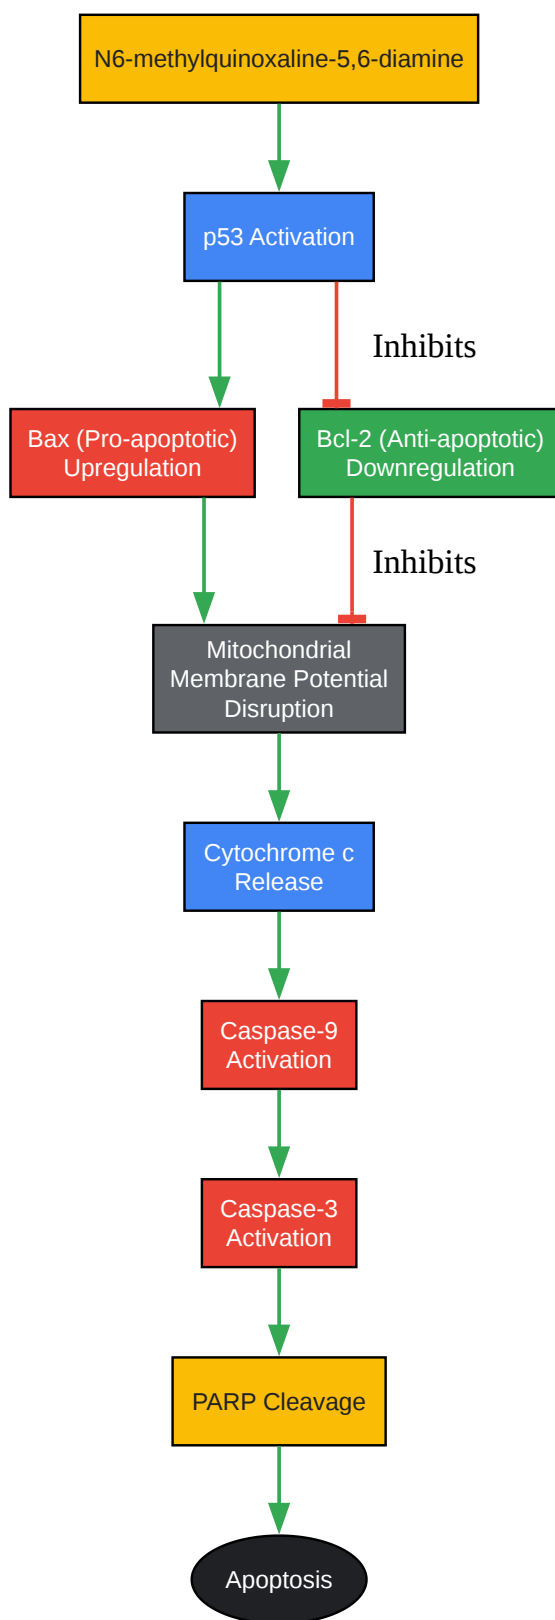 N6-methylquinoxaline-5,6-diamine
p53 Activation
Inhibits
Bax (Pro-apoptotic)
Upregulation
Bcl-2 (Anti-apoptotic)
Downregulation
Inhibits
Mitochondrial
Membrane Potential
Disruption
Cytochrome c
Release
Caspase-9
Activation
Caspase-3
Activation
PARP Cleavage
Apoptosis